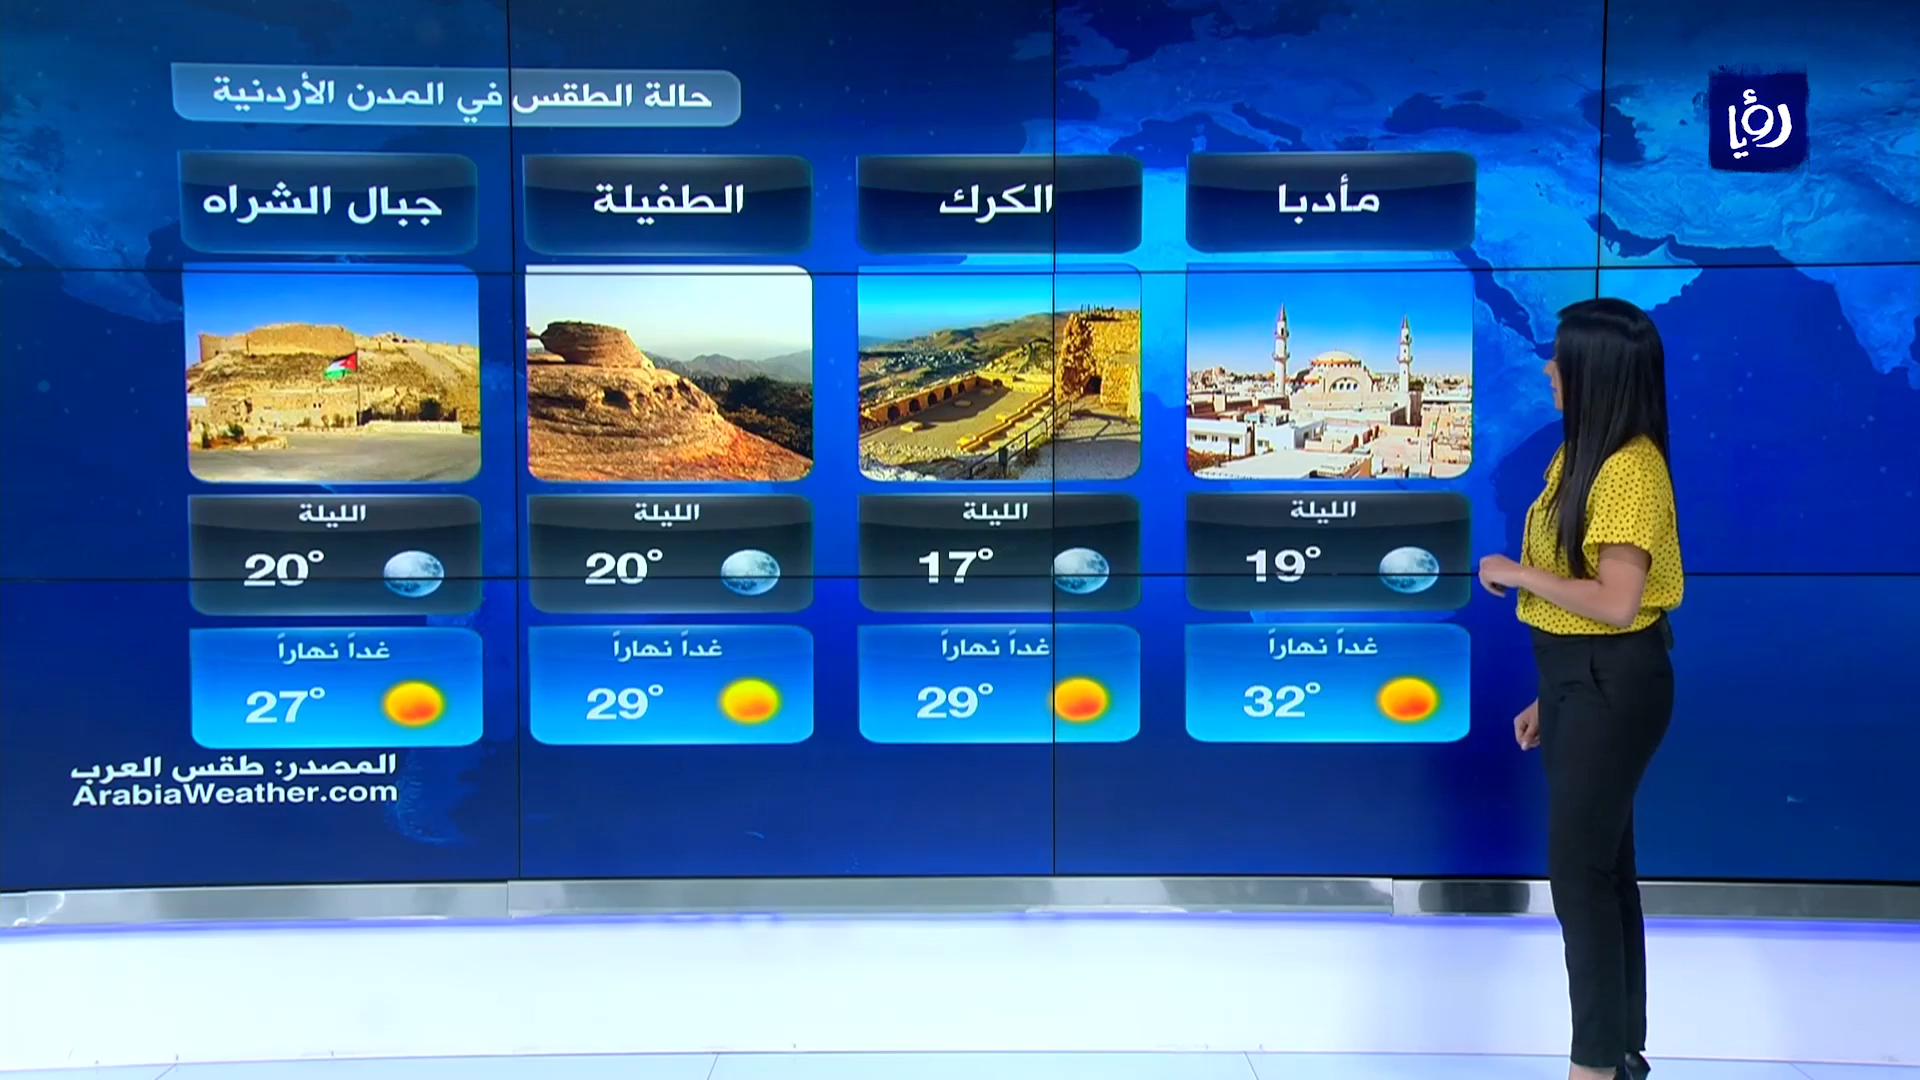 رؤيا
حالة الطقس في المدن الأردنية
مأدبا
الكرك
الطفيلة
جبال الشراه
الليلة
19°
الليلة
17°
الليلة
20°
الليلة
20°
غداً نهاراً
32°
غداً نهاراً
29°
غداً نهاراً
29°
غداً نهاراً
27°
المصدر: طقس العرب
ArabiaWeather.com